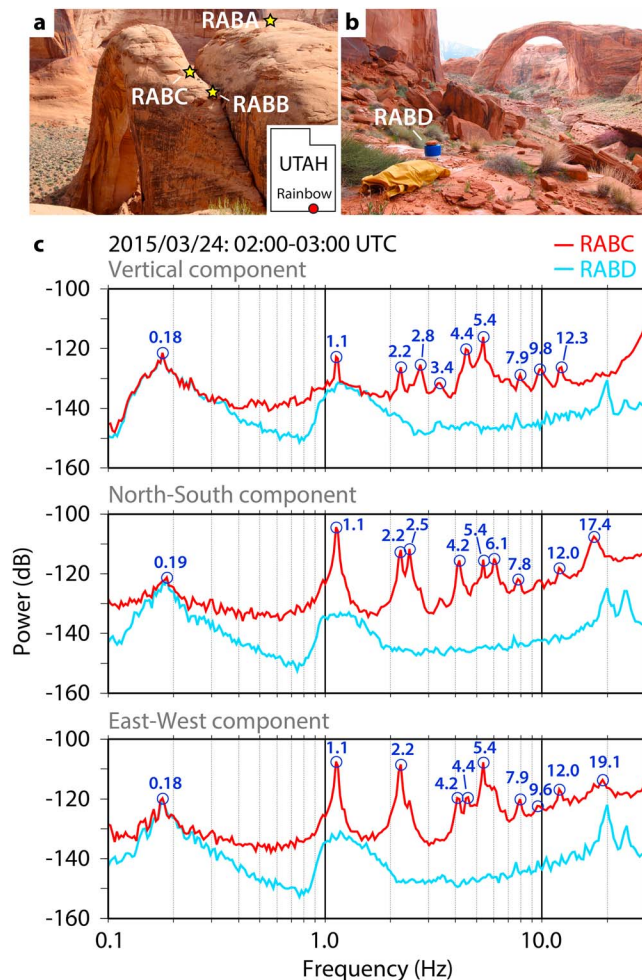 a
RABA
RABC
RABB
UTAH
Rainbow
b
RABD
c
2015/03/24: 02:00-03:00 UTC
RABC
RABD
Vertical component
-100
-120
-140
-160
0.18
1.1
2.2
2.8
3.4
4.4
5.4
7.9
9.8
12.3
North-South component
-100
-120
-140
-160
0.19
1.1
2.2
2.5
4.2
5.4
6.1
7.8
12.0
17.4
Power (dB)
East-West component
-100
-120
-140
-160
0.18
1.1
2.2
4.2
4.4
5.4
7.9
9.6
12.0
19.1
0.1
1.0
10.0
Frequency (Hz)